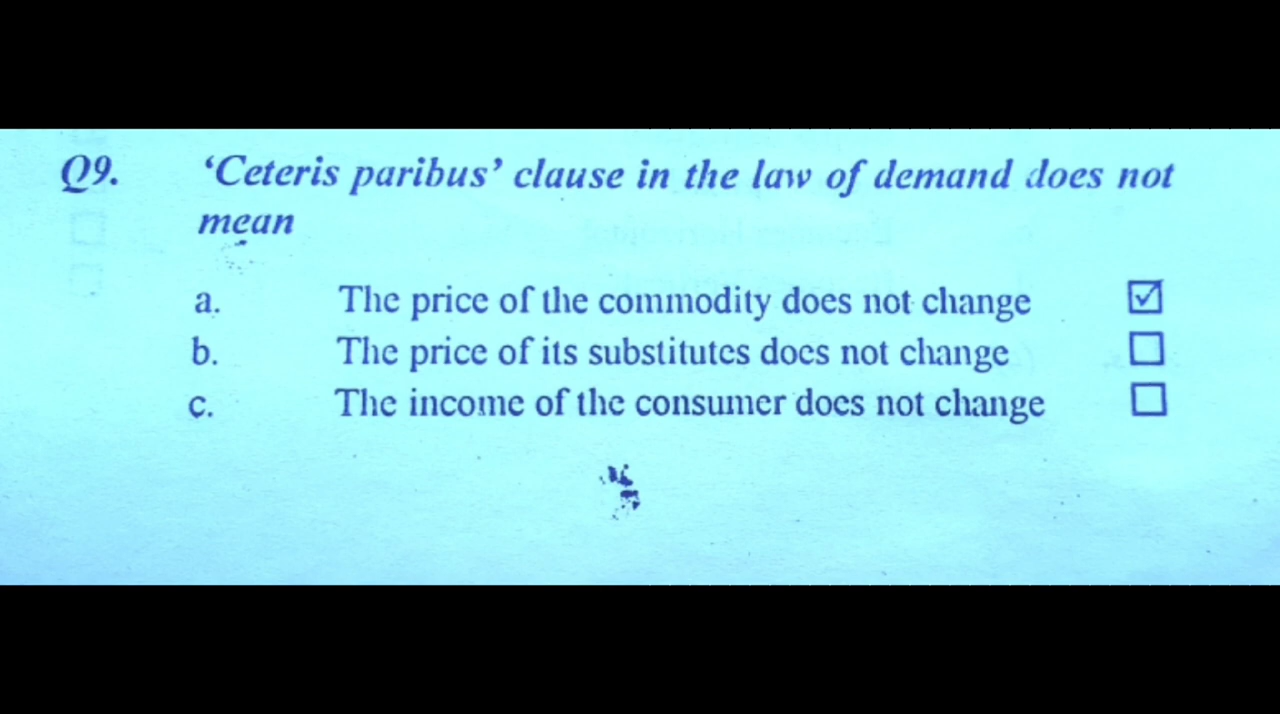 Q9. ‘Ceteris paribus’ clause in the law of demand does not
mean
a. The price of the commodity does not change ☑
b. The price of its substitutes does not change ☐
c. The income of the consumer does not change ☐